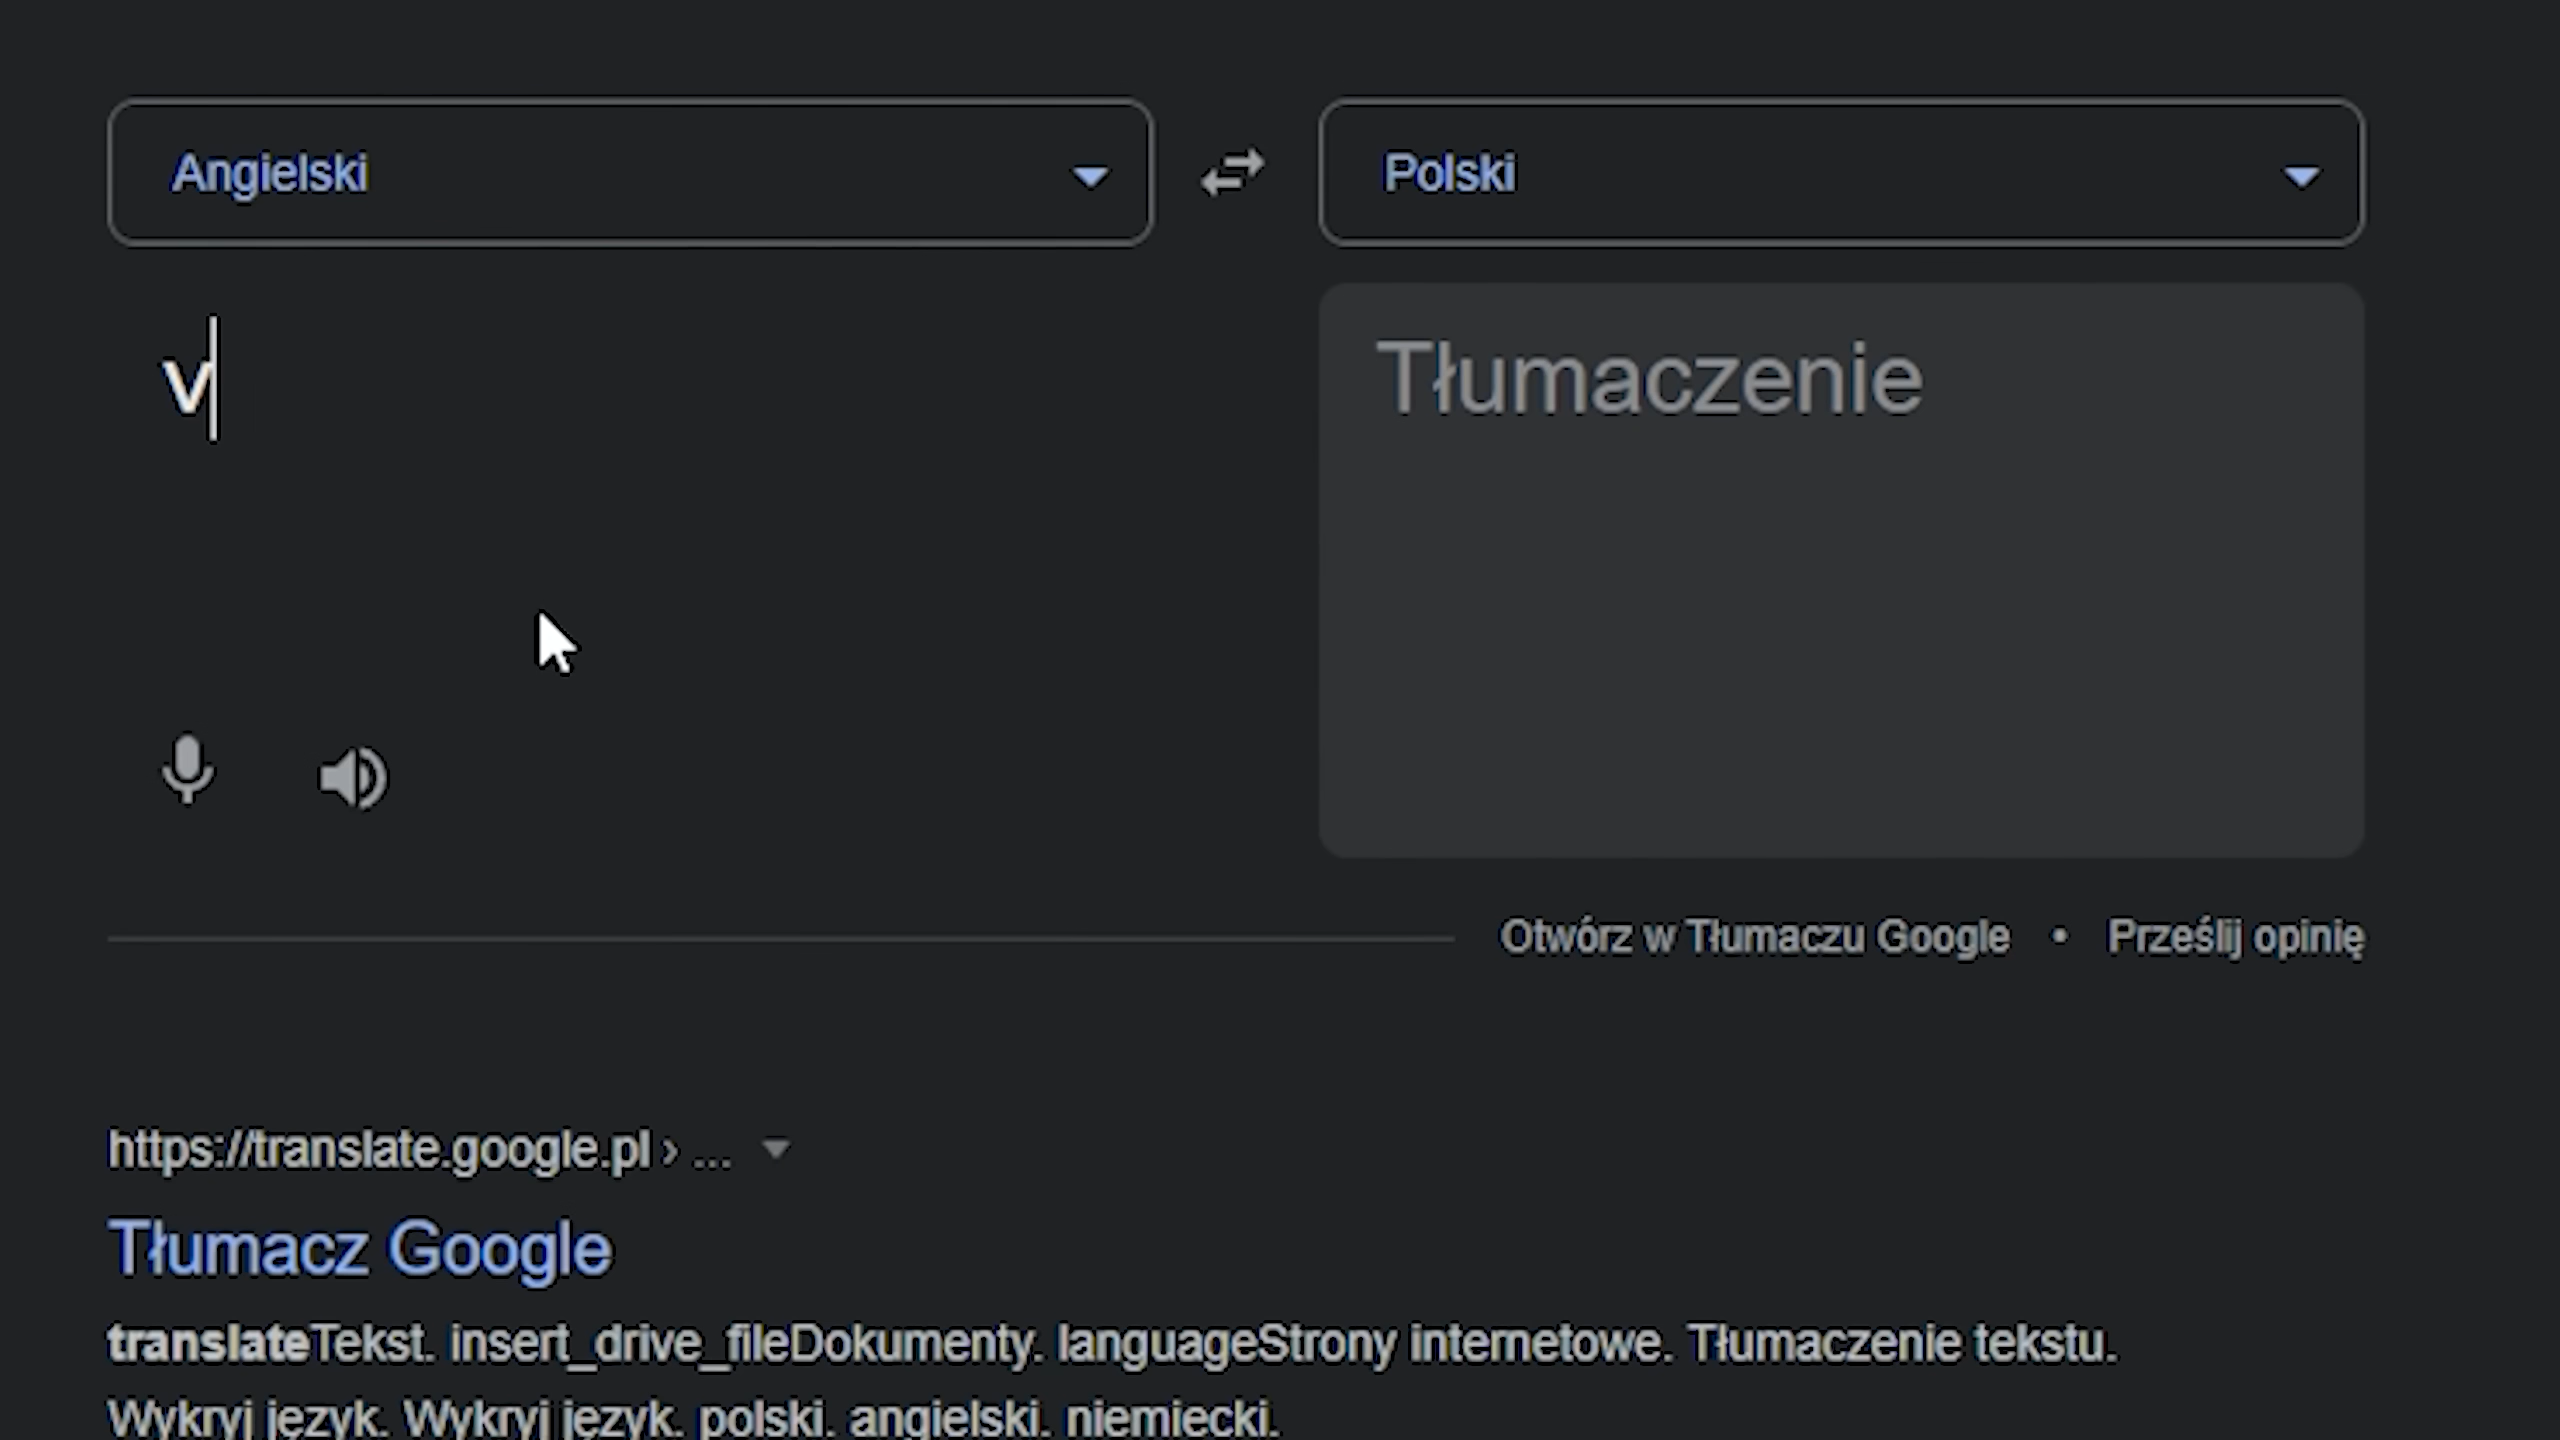 Angielski
Polski
v
Tłumaczenie
Otwórz w Tłumaczu Google • Prześlij opinię
https://translate.google.pl › ...
Tłumacz Google
translateTekst. insert_drive_fileDokumenty. languageStrony internetowe. Tłumaczenie tekstu.
Wykryj język. Wykryj język. polski. angielski. niemiecki.